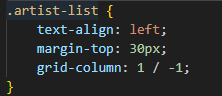 .artist-list {
    text-align: left;
    margin-top: 30px;
    grid-column: 1 / -1;
}